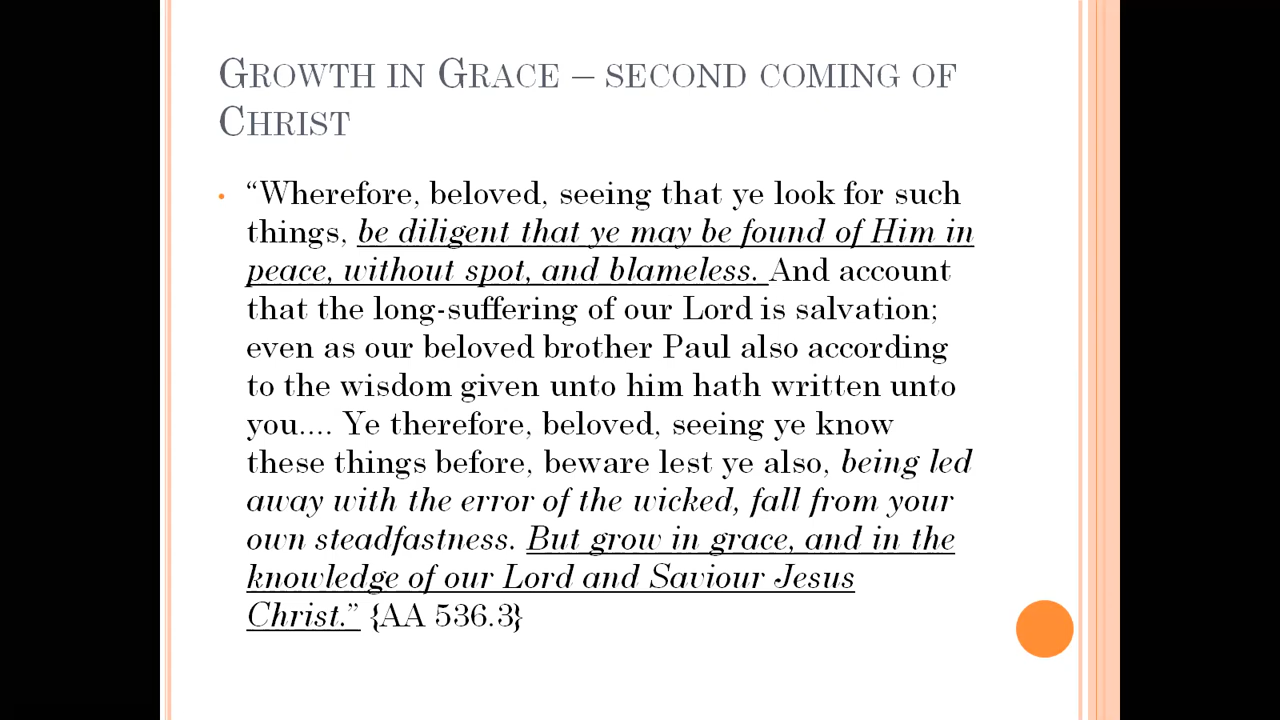 GROWTH IN GRACE – SECOND COMING OF
CHRIST
• “Wherefore, beloved, seeing that ye look for such
things, be diligent that ye may be found of Him in
peace, without spot, and blameless. And account
that the long-suffering of our Lord is salvation;
even as our beloved brother Paul also according
to the wisdom given unto him hath written unto
you.... Ye therefore, beloved, seeing ye know
these things before, beware lest ye also, being led
away with the error of the wicked, fall from your
own steadfastness. But grow in grace, and in the
knowledge of our Lord and Saviour Jesus
Christ.” {AA 536.3}